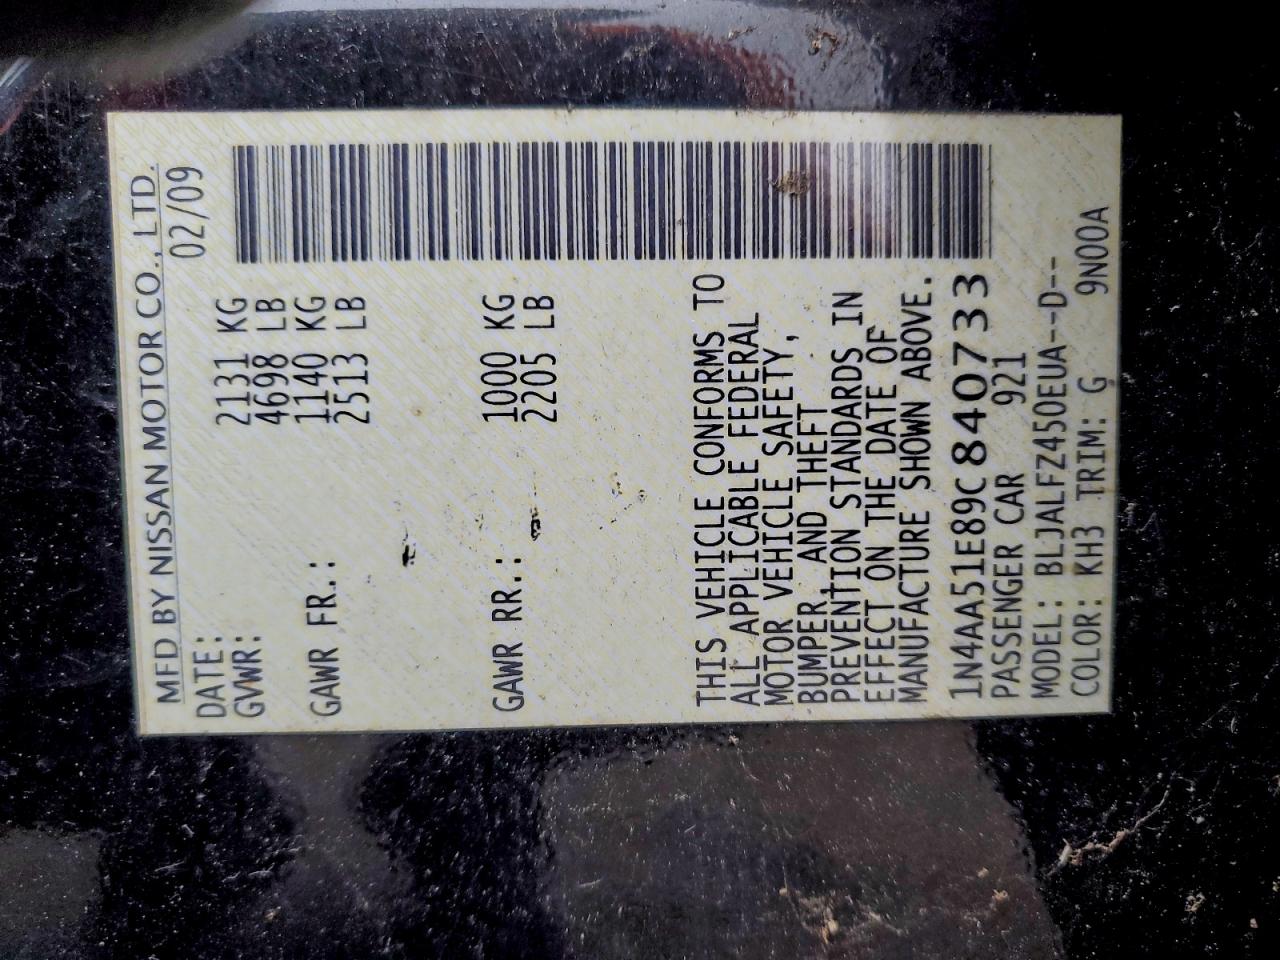 MFD BY NISSAN MOTOR CO., LTD.
DATE: 02/09
GVWR: 2131 KG
4698 LB
GAWR FR.: 1140 KG
2513 LB
GAWR RR.: 1000 KG
2205 LB
THIS VEHICLE CONFORMS TO
ALL APPLICABLE FEDERAL
MOTOR VEHICLE SAFETY,
BUMPER, AND THEFT
PREVENTION STANDARDS IN
EFFECT ON THE DATE OF
MANUFACTURE SHOWN ABOVE.
1N4AA51E89C840733
PASSENGER CAR 921
MODEL: BLJALFZ450EUA--D--
COLOR: KH3 TRIM: G 9N00A